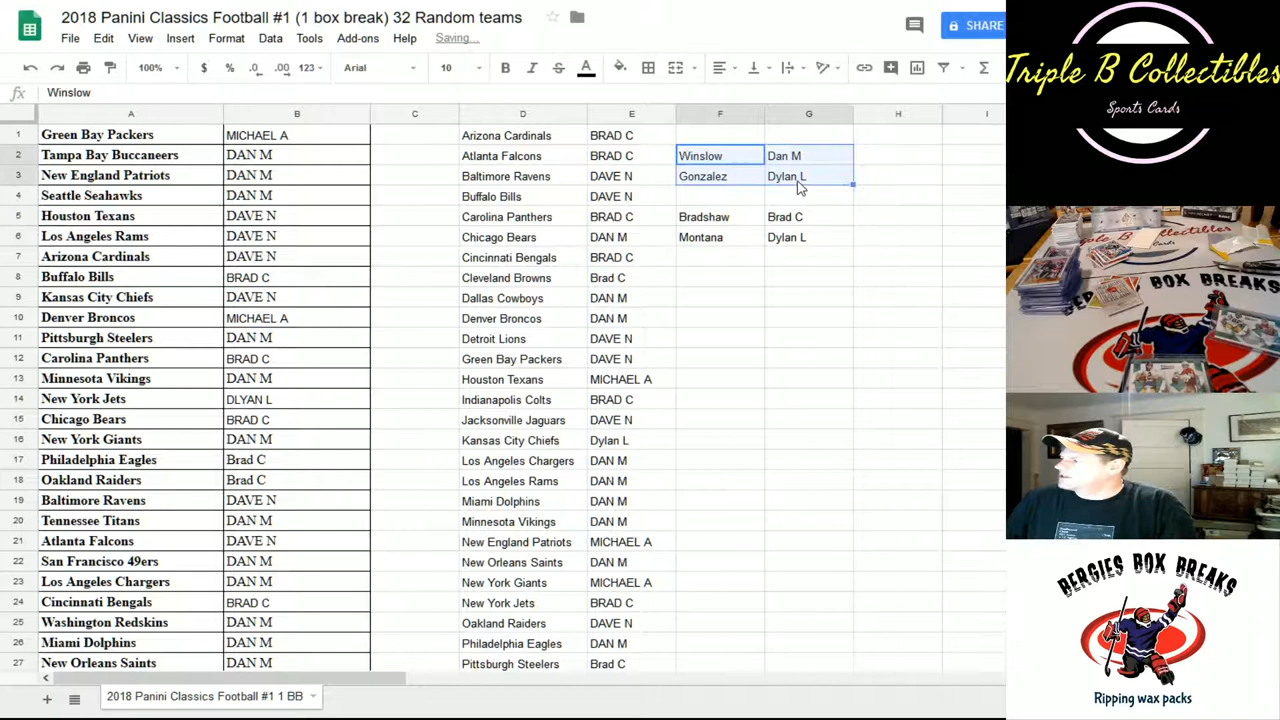 2018 Panini Classics Football #1 (1 box break) 32 Random teams
File Edit View Insert Format Data Tools Add-ons Help Saving...
SHARE
100% $ % .0 .00 123 Arial 10 B I S A
fx Winslow
A B C D E F G H I
1 Green Bay Packers MICHAEL A Arizona Cardinals BRAD C
2 Tampa Bay Buccaneers DAN M Atlanta Falcons BRAD C Winslow Dan M
3 New England Patriots DAN M Baltimore Ravens DAVE N Gonzalez Dylan L
4 Seattle Seahawks DAN M Buffalo Bills DAVE N
5 Houston Texans DAVE N Carolina Panthers BRAD C Bradshaw Brad C
6 Los Angeles Rams DAVE N Chicago Bears DAN M Montana Dylan L
7 Arizona Cardinals DAVE N Cincinnati Bengals BRAD C
8 Buffalo Bills BRAD C Cleveland Browns Brad C
9 Kansas City Chiefs DAVE N Dallas Cowboys DAN M
10 Denver Broncos MICHAEL A Denver Broncos DAN M
11 Pittsburgh Steelers DAN M Detroit Lions DAVE N
12 Carolina Panthers BRAD C Green Bay Packers DAVE N
13 Minnesota Vikings DAN M Houston Texans MICHAEL A
14 New York Jets DLYAN L Indianapolis Colts BRAD C
15 Chicago Bears BRAD C Jacksonville Jaguars DAVE N
16 New York Giants DAN M Kansas City Chiefs Dylan L
17 Philadelphia Eagles Brad C Los Angeles Chargers DAN M
18 Oakland Raiders Brad C Los Angeles Rams DAN M
19 Baltimore Ravens DAVE N Miami Dolphins DAN M
20 Tennessee Titans DAN M Minnesota Vikings DAN M
21 Atlanta Falcons DAVE N New England Patriots MICHAEL A
22 San Francisco 49ers DAN M New Orleans Saints DAN M
23 Los Angeles Chargers DAN M New York Giants MICHAEL A
24 Cincinnati Bengals BRAD C New York Jets BRAD C
25 Washington Redskins DAN M Oakland Raiders DAVE N
26 Miami Dolphins DAN M Philadelphia Eagles DAN M
27 New Orleans Saints DAN M Pittsburgh Steelers Brad C
2018 Panini Classics Football #1 1 BB
Triple B Collectibles
Sports Cards
BOX BREAKS
BERGIES BOX BREAKS
Ripping wax packs